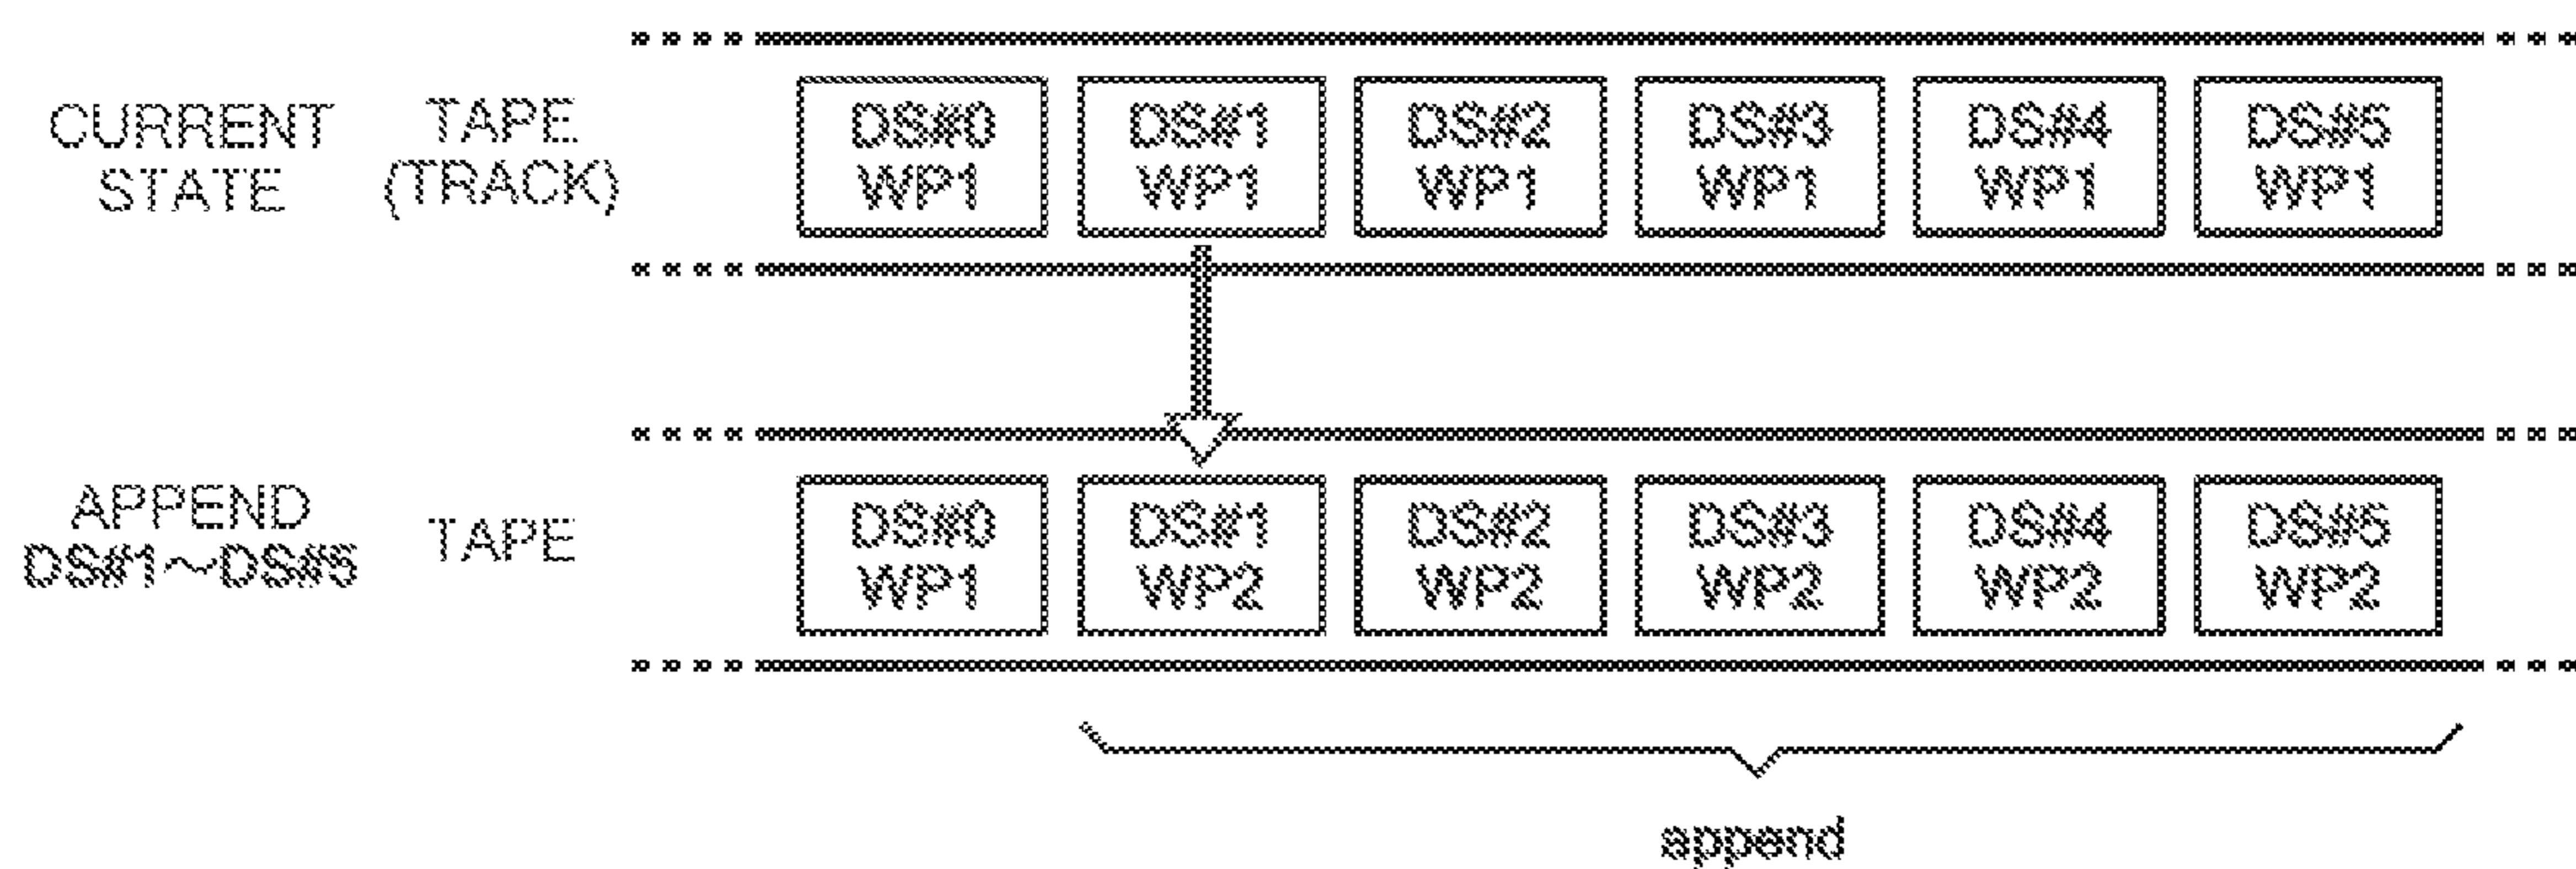 CURRENT
STATE
TAPE
(TRACK)
DS#0
WP1
DS#1
WP1
DS#2
WP1
DS#3
WP1
DS#4
WP1
DS#5
WP1
APPEND
DS#1~DS#5
TAPE
DS#0
WP1
DS#1
WP2
DS#2
WP2
DS#3
WP2
DS#4
WP2
DS#5
WP2
append